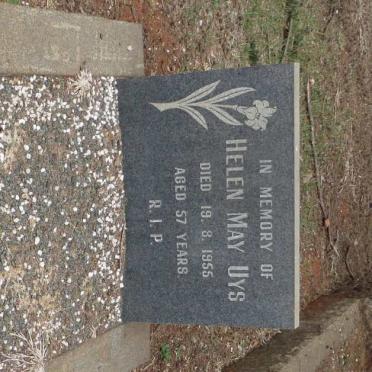 IN MEMORY OF
HELEN MAY UYS
DIED 19. 8. 1955
AGED 57 YEARS
R. I. P.